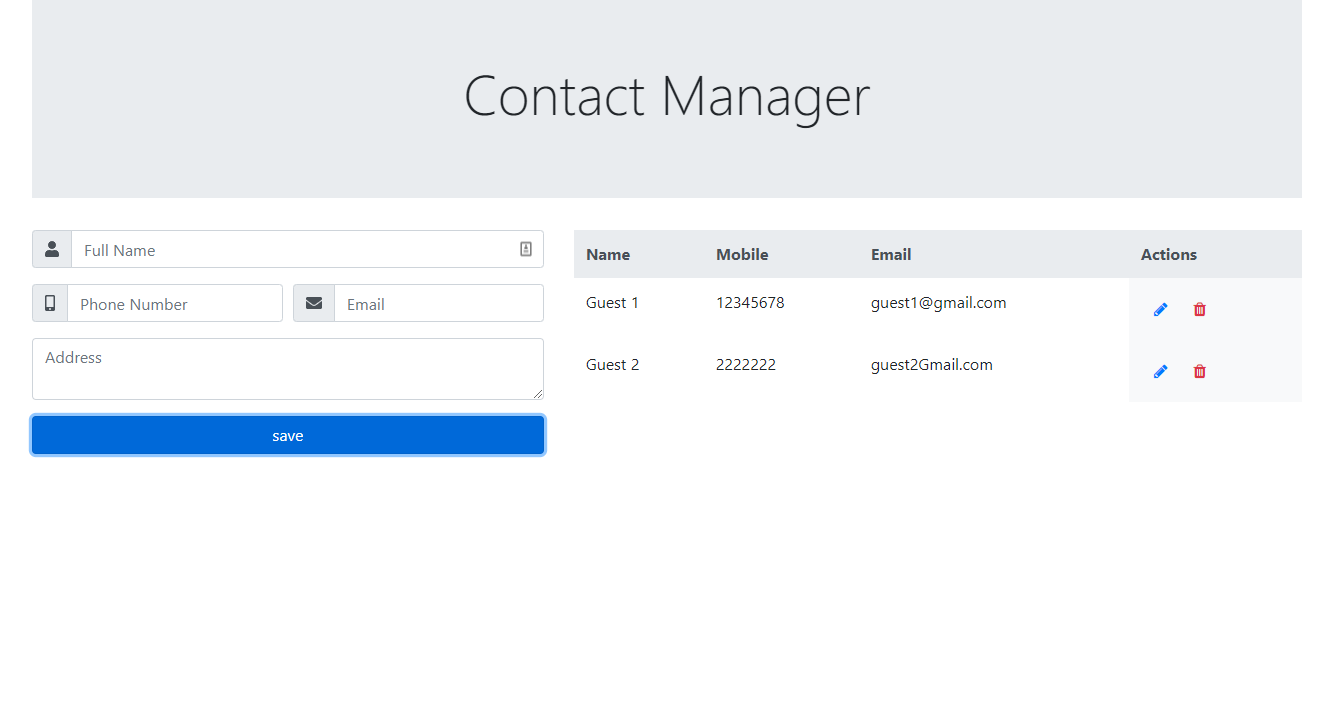 Contact Manager
Full Name
Phone Number Email
Address
save
Name Mobile Email Actions
Guest 1 12345678 guest1@gmail.com
Guest 2 2222222 guest2Gmail.com